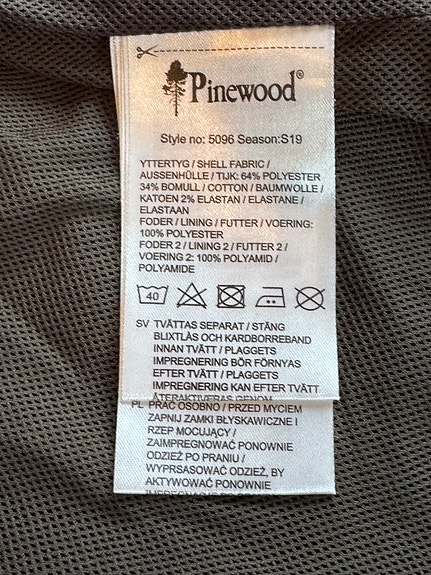 Pinewood®
Style no: 5096 Season:S19
YTTERTYG / SHELL FABRIC /
AUSSENHÜLLE / TIJK: 64% POLYESTER
34% BOMULL / COTTON / BAUMWOLLE /
KATOEN 2% ELASTAN / ELASTANE /
ELASTAAN
FODER / LINING / FUTTER / VOERING:
100% POLYESTER
FODER 2 / LINING 2 / FUTTER 2 /
VOERING 2: 100% POLYAMID /
POLYAMIDE
40
SV TVÄTTAS SEPARAT / STÄNG
BLIXTLÅS OCH KARDBORREBAND
INNAN TVÄTT / PLAGGETS
IMPREGNERING BÖR FÖRNYAS
EFTER TVÄTT / PLAGGETS
IMPREGNERING KAN EFTER TVÄTT
ÅTERAKTIVERAS GENOM
PL PRAĆ OSOBNO / PRZED MYCIEM
ZAPNIJ ZAMKI BŁYSKAWICZNE I
RZEP MOCUJĄCY /
ZAIMPREGNOWAĆ PONOWNIE
ODZIEŻ PO PRANIU /
WYPRASOWAĆ ODZIEŻ, BY
AKTYWOWAĆ PONOWNIE